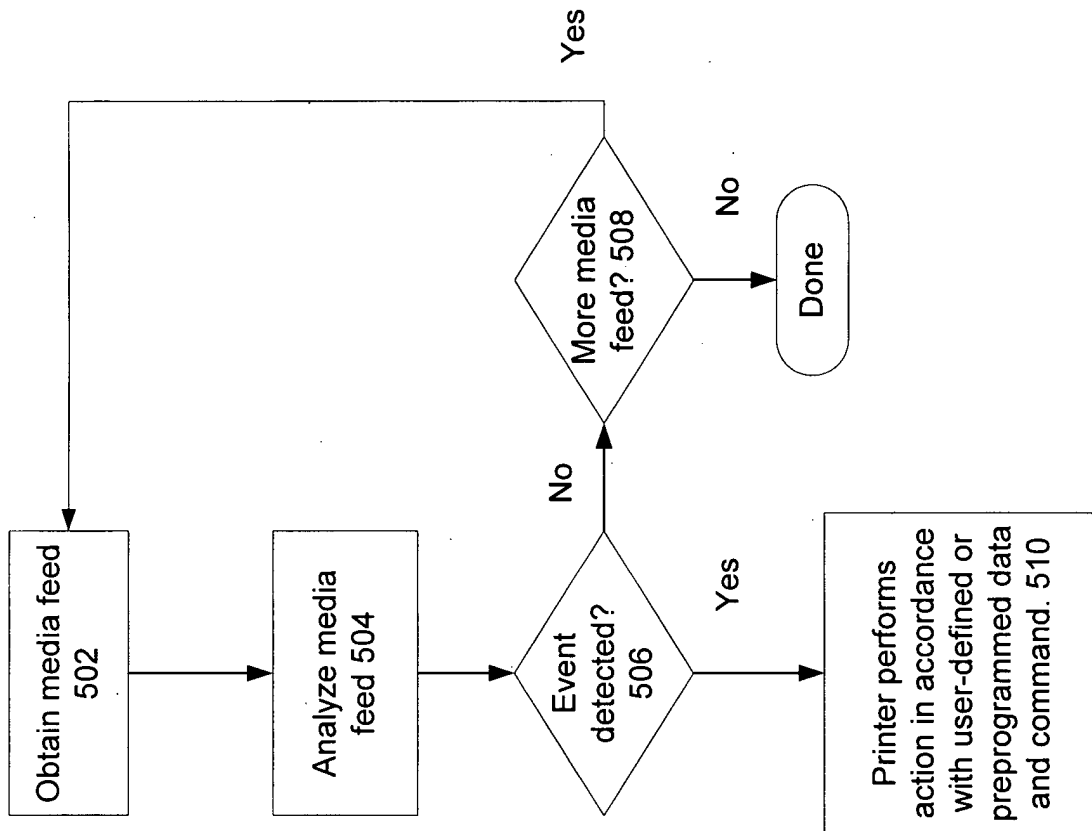 Obtain media feed
502
Analyze media
feed 504
Event
detected?
506
No
Yes
More media
feed? 508
Yes
No
Done
Printer performs
action in accordance
with user-defined or
preprogrammed data
and command. 510